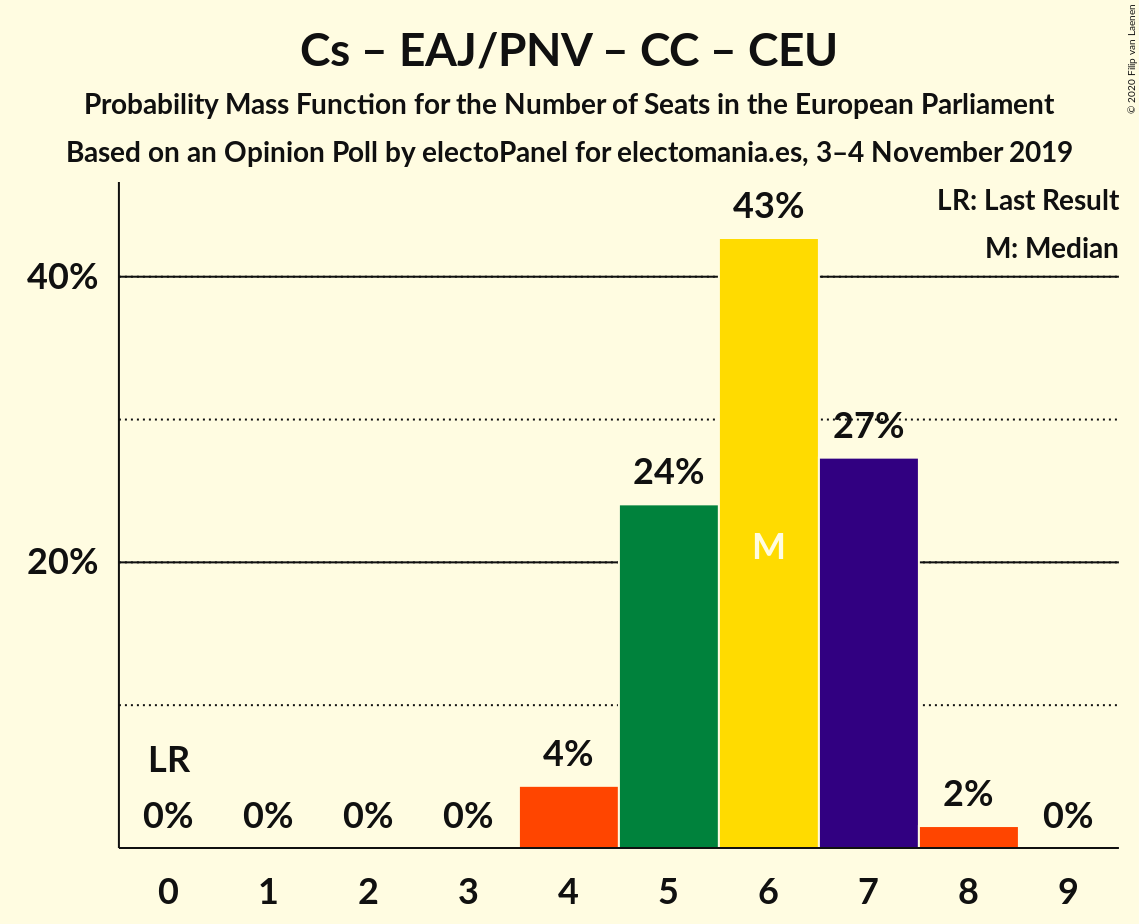 Cs – EAJ/PNV – CC – CEU
Probability Mass Function for the Number of Seats in the European Parliament
Based on an Opinion Poll by electoPanel for electomania.es, 3–4 November 2019
© 2020 Filip van Laenen
LR: Last Result
M: Median
43%
40%
27%
24%
M
20%
LR
4%
2%
0% 0% 0% 0% 0%
0 1 2 3 4 5 6 7 8 9